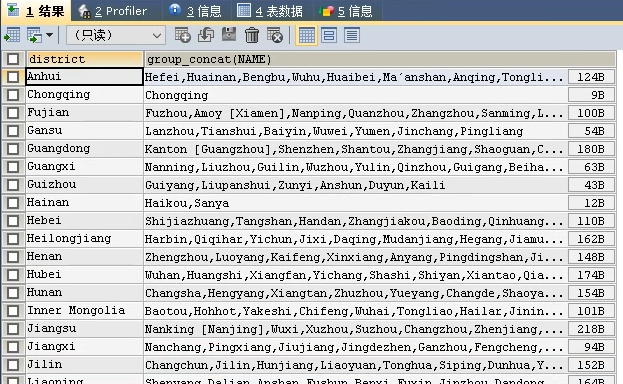 1 结果 2 Profiler 3 信息 4 表数据 5 信息
（只读）
district group_concat(NAME)
Anhui Hefei,Huainan,Bengbu,Wuhu,Huaibei,Ma´anshan,Anqing,Tongli... 124B
Chongqing Chongqing 9B
Fujian Fuzhou,Amoy [Xiamen],Nanping,Quanzhou,Zhangzhou,Sanming,L... 100B
Gansu Lanzhou,Tianshui,Baiyin,Wuwei,Yumen,Jinchang,Pingliang 54B
Guangdong Kanton [Guangzhou],Shenzhen,Shantou,Zhangjiang,Shaoguan,C... 180B
Guangxi Nanning,Liuzhou,Guilin,Wuzhou,Yulin,Qinzhou,Guigang,Beiha... 63B
Guizhou Guiyang,Liupanshui,Zunyi,Anshun,Duyun,Kaili 43B
Hainan Haikou,Sanya 12B
Hebei Shijiazhuang,Tangshan,Handan,Zhangjiakou,Baoding,Qinhuang... 110B
Heilongjiang Harbin,Qiqihar,Yichun,Jixi,Daqing,Mudanjiang,Hegang,Jiamu... 162B
Henan Zhengzhou,Luoyang,Kaifeng,Xinxiang,Anyang,Pingdingshan,Ji... 148B
Hubei Wuhan,Huangshi,Xiangfan,Yichang,Shashi,Shiyan,Xiantao,Qia... 174B
Hunan Changsha,Hengyang,Xiangtan,Zhuzhou,Yueyang,Changde,Shaoya... 154B
Inner Mongolia Baotou,Hohhot,Yakeshi,Chifeng,Wuhai,Tongliao,Hailar,Jinin... 101B
Jiangsu Nanking [Nanjing],Wuxi,Xuzhou,Suzhou,Changzhou,Zhenjiang,... 218B
Jiangxi Nanchang,Pingxiang,Jiujiang,Jingdezhen,Ganzhou,Fengcheng,... 94B
Jilin Changchun,Jilin,Hunjiang,Liaoyuan,Tonghua,Siping,Dunhua,Y... 152B
Liaoning Shenyang,Dalian,Anshan,Fushun,Benxi,Fuxin,Jinzhou,Dandong... 164B